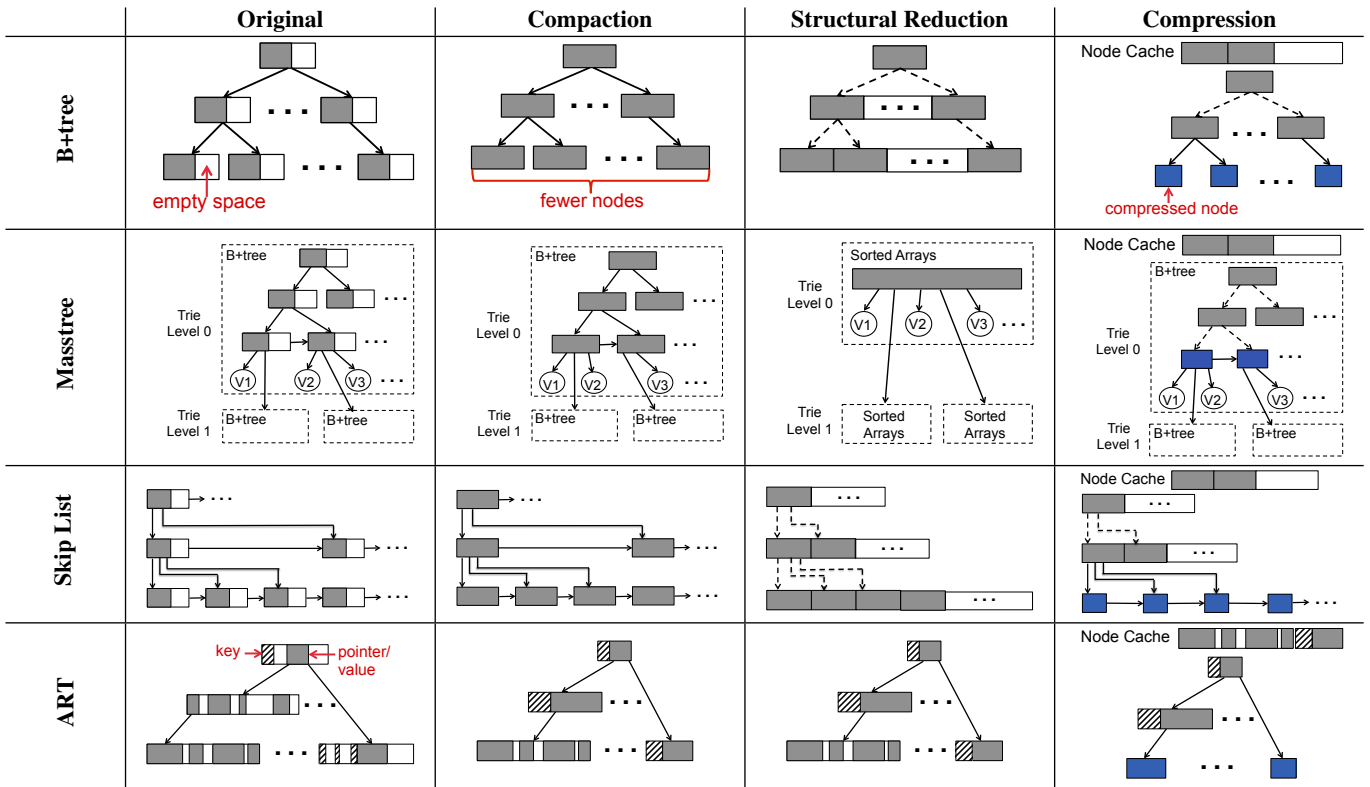 Original Compaction Structural Reduction Compression
B+tree
empty space
fewer nodes
Node Cache
compressed node
Masstree
B+tree
Trie
Level 0
V1 V2 V3
Trie
Level 1
B+tree B+tree
B+tree
Trie
Level 0
V1 V2 V3
Trie
Level 1
B+tree B+tree
Sorted Arrays
Trie
Level 0
V1 V2 V3
Trie
Level 1
Sorted
Arrays
Sorted
Arrays
Node Cache
B+tree
Trie
Level 0
V1 V2 V3
Trie
Level 1
B+tree B+tree
Skip List
Node Cache
ART
key
pointer/
value
Node Cache